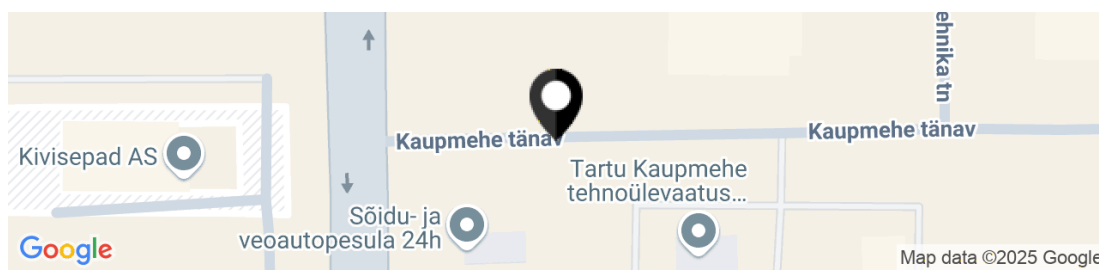 ehnika tn
Kaupmehe tänav
Kaupmehe tänav
Kivisepad AS
Tartu Kaupmehe
tehnoülevaatus...
Sõidu- ja
veoautopesula 24h
Google
Map data ©2025 Google